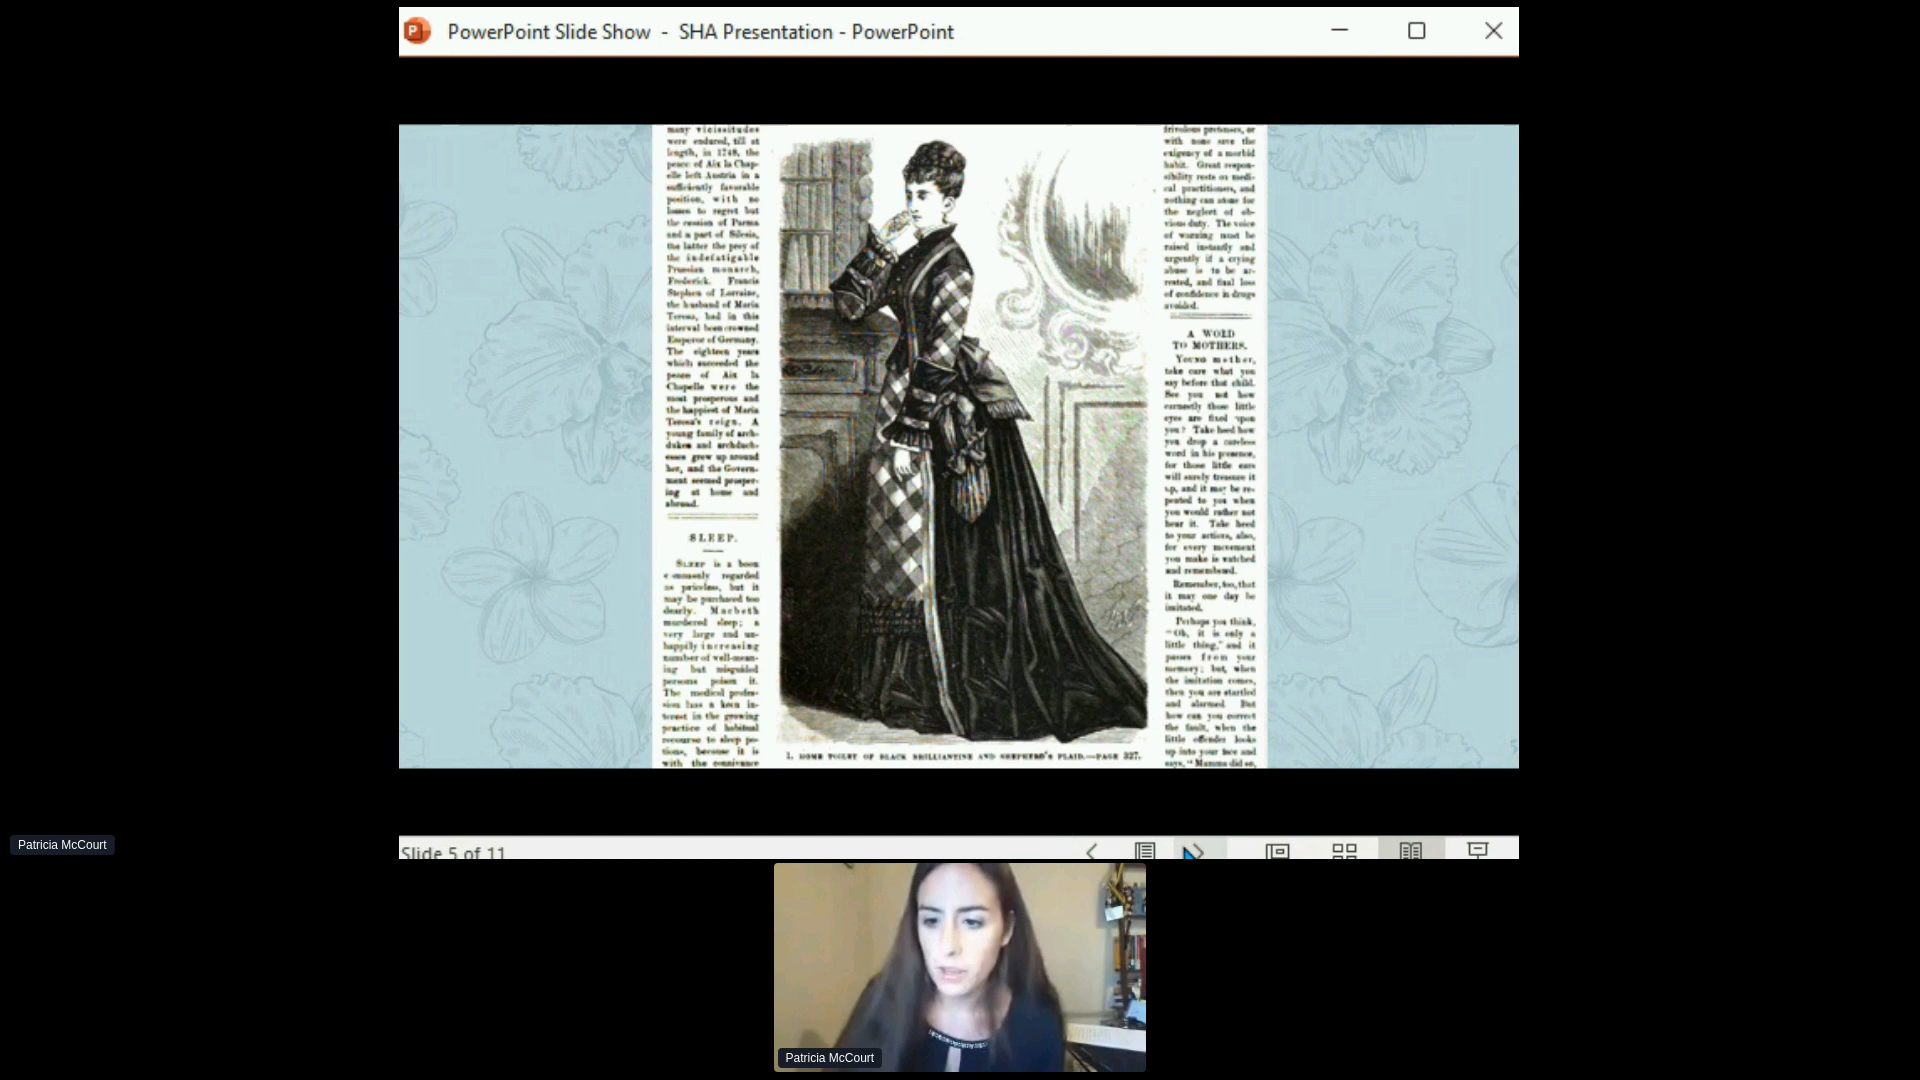 PowerPoint Slide Show - SHA Presentation - PowerPoint
many vicissitudes
were endured, till at
length, in 1748, the
peace of Aix la Chap-
elle left Austria in a
sufficiently favorable
position, with no
losses to regret but
the cession of Parma
and a part of Silesia,
the latter the prey of
the indefatigable
Prussian monarch,
Frederick. Francis
Stephen of Lorraine,
the husband of Maria
Teresa, had in this
interval been crowned
Emperor of Germany.
The eighteen years
which succeeded the
peace of Aix la
Chapelle were the
most prosperous and
the happiest of Maria
Teresa's reign. A
young family of arch-
dukes and archduch-
esses grew up around
her, and the Govern-
ment seemed prosper-
ing at home and
abroad.
SLEEP.
SLEEP is a boon
commonly regarded
as priceless, but it
may be purchased too
dearly. Macbeth
murdered sleep; a
very large and un-
happily increasing
number of well-mean-
ing but misguided
persons poison it.
The medical profes-
sion has a keen in-
terest in the growing
practice of habitual
recourse to sleep po-
tions, because it is
with the connivance
1. HOME TOILET OF BLACK BRILLIANTINE AND SHEPHERD'S PLAID.—PAGE 327.
frivolous pretenses, or
with none save the
exigency of a morbid
habit. Great respon-
sibility rests on medi-
cal practitioners, and
nothing can atone for
the neglect of ob-
vious duty. The voice
of warning must be
raised instantly and
urgently if a crying
abuse is to be ar-
rested, and final loss
of confidence in drugs
avoided.
A WORD
TO MOTHERS.
YOUNG mother,
take care what you
say before that child.
See you not how
earnestly those little
eyes are fixed upon
you? Take heed how
you drop a careless
word in his presence,
for those little ears
will surely treasure it
up, and it may be re-
peated to you when
you would rather not
hear it. Take heed
to your actions, also,
for every movement
you make is watched
and remembered.
Remember, too, that
it may one day be
imitated.
Perhaps you think,
"Oh, it is only a
little thing," and it
passes from your
memory; but, when
the imitation comes,
then you are startled
and alarmed. But
how can you correct
the fault, when the
little offender looks
up into your face and
says, "Mamma did so,
Patricia McCourt
Slide 5 of 11
Patricia McCourt